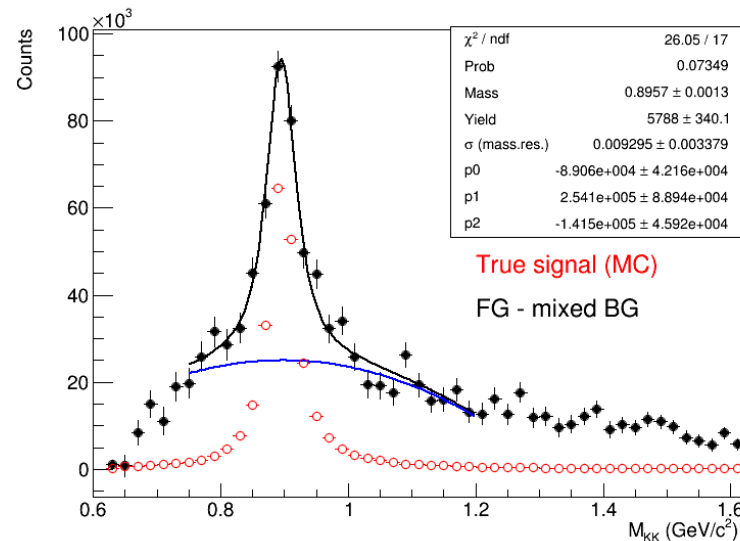 ×10³
100
80
60
40
20
0
Counts
χ² / ndf 26.05 / 17
Prob 0.07349
Mass 0.8957 ± 0.0013
Yield 5788 ± 340.1
σ (mass.res.) 0.009295 ± 0.003379
p0 -8.906e+004 ± 4.216e+004
p1 2.541e+005 ± 8.894e+004
p2 -1.415e+005 ± 4.592e+004
True signal (MC)
FG - mixed BG
0.6 0.8 1 1.2 1.4 1.6
M_KK (GeV/c²)